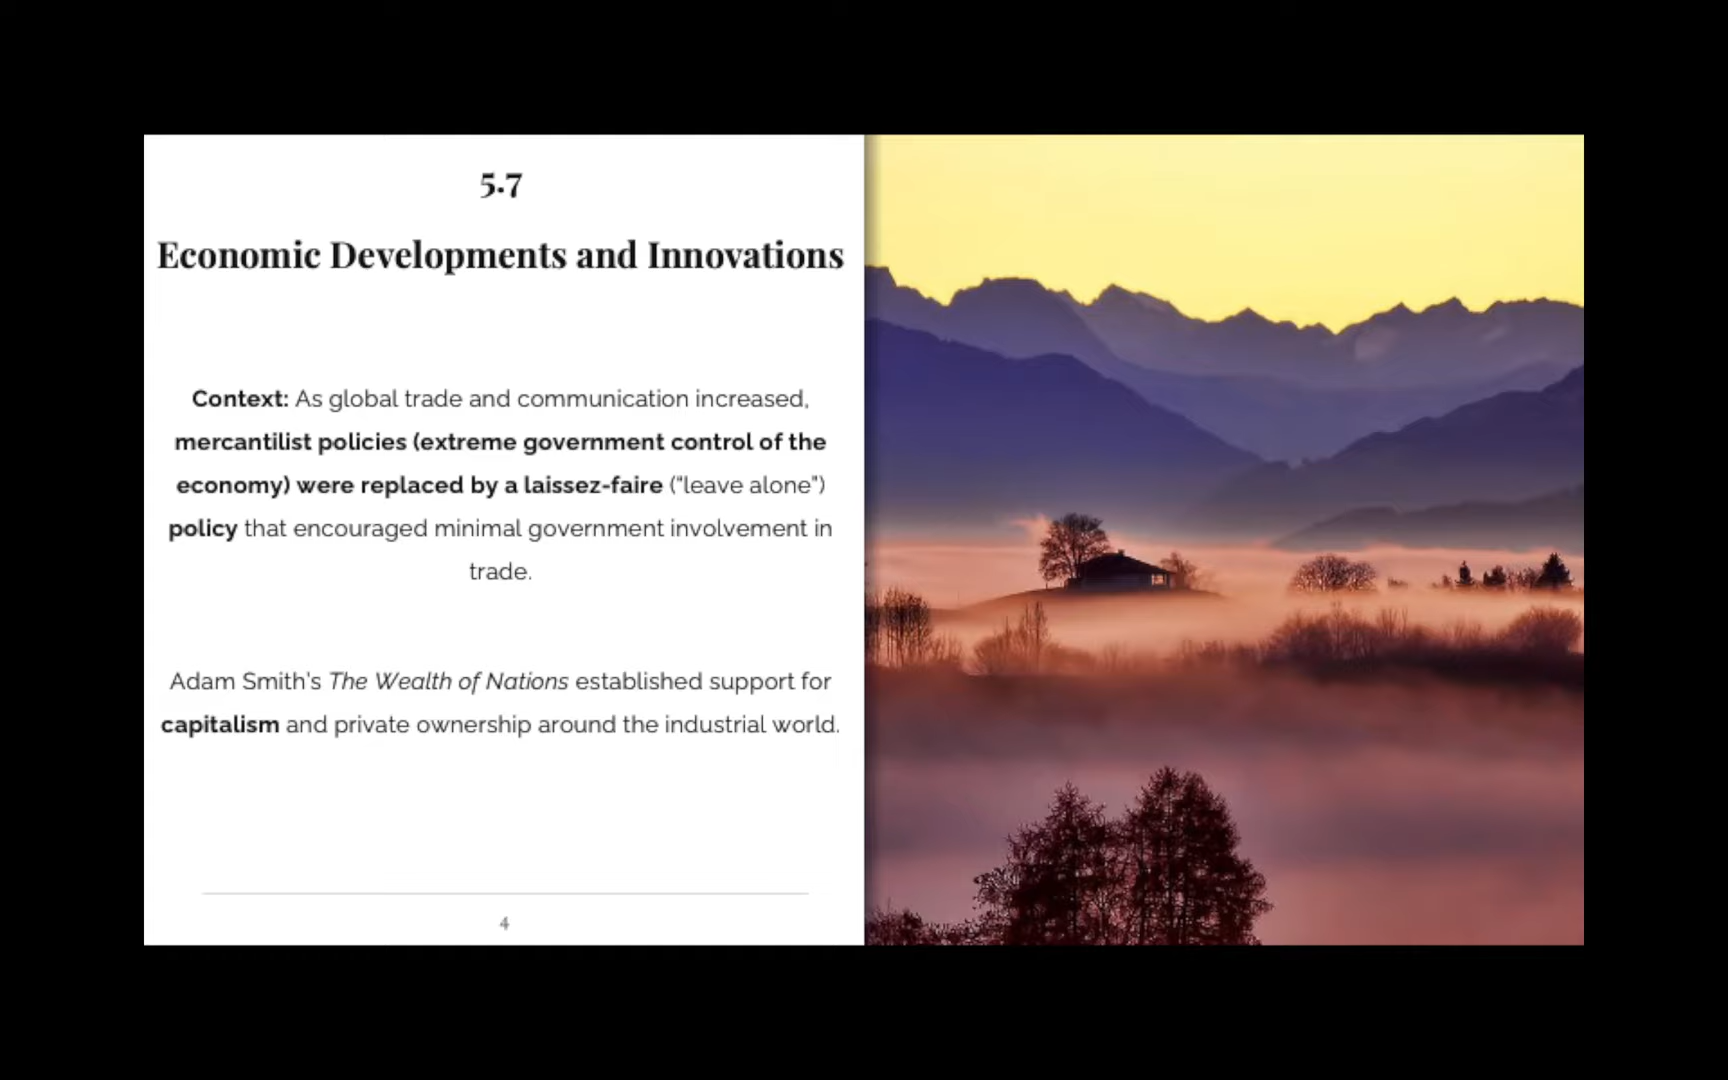 5.7
Economic Developments and Innovations
Context: As global trade and communication increased,
mercantilist policies (extreme government control of the
economy) were replaced by a laissez-faire (“leave alone”)
policy that encouraged minimal government involvement in
trade.
Adam Smith's The Wealth of Nations established support for
capitalism and private ownership around the industrial world.
4